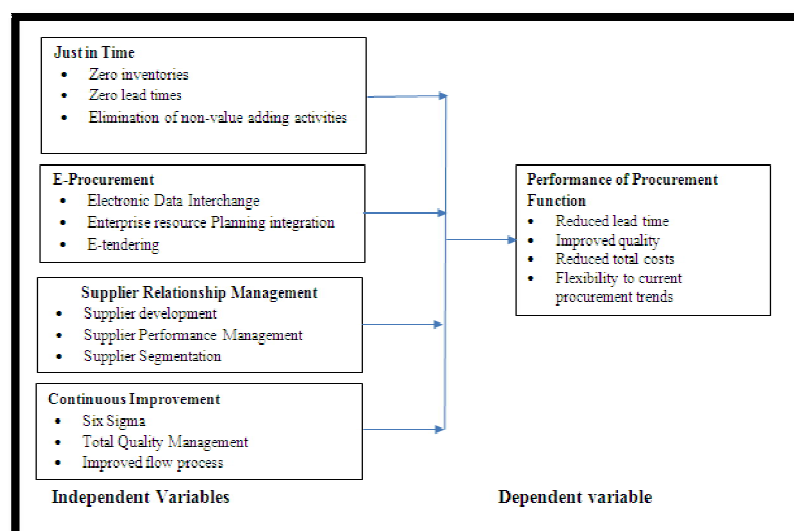 Just in Time
• Zero inventories
• Zero lead times
• Elimination of non-value adding activities
E-Procurement
• Electronic Data Interchange
• Enterprise resource Planning integration
• E-tendering
Supplier Relationship Management
• Supplier development
• Supplier Performance Management
• Supplier Segmentation
Continuous Improvement
• Six Sigma
• Total Quality Management
• Improved flow process
Independent Variables
Performance of Procurement
Function
• Reduced lead time
• Improved quality
• Reduced total costs
• Flexibility to current
procurement trends
Dependent variable